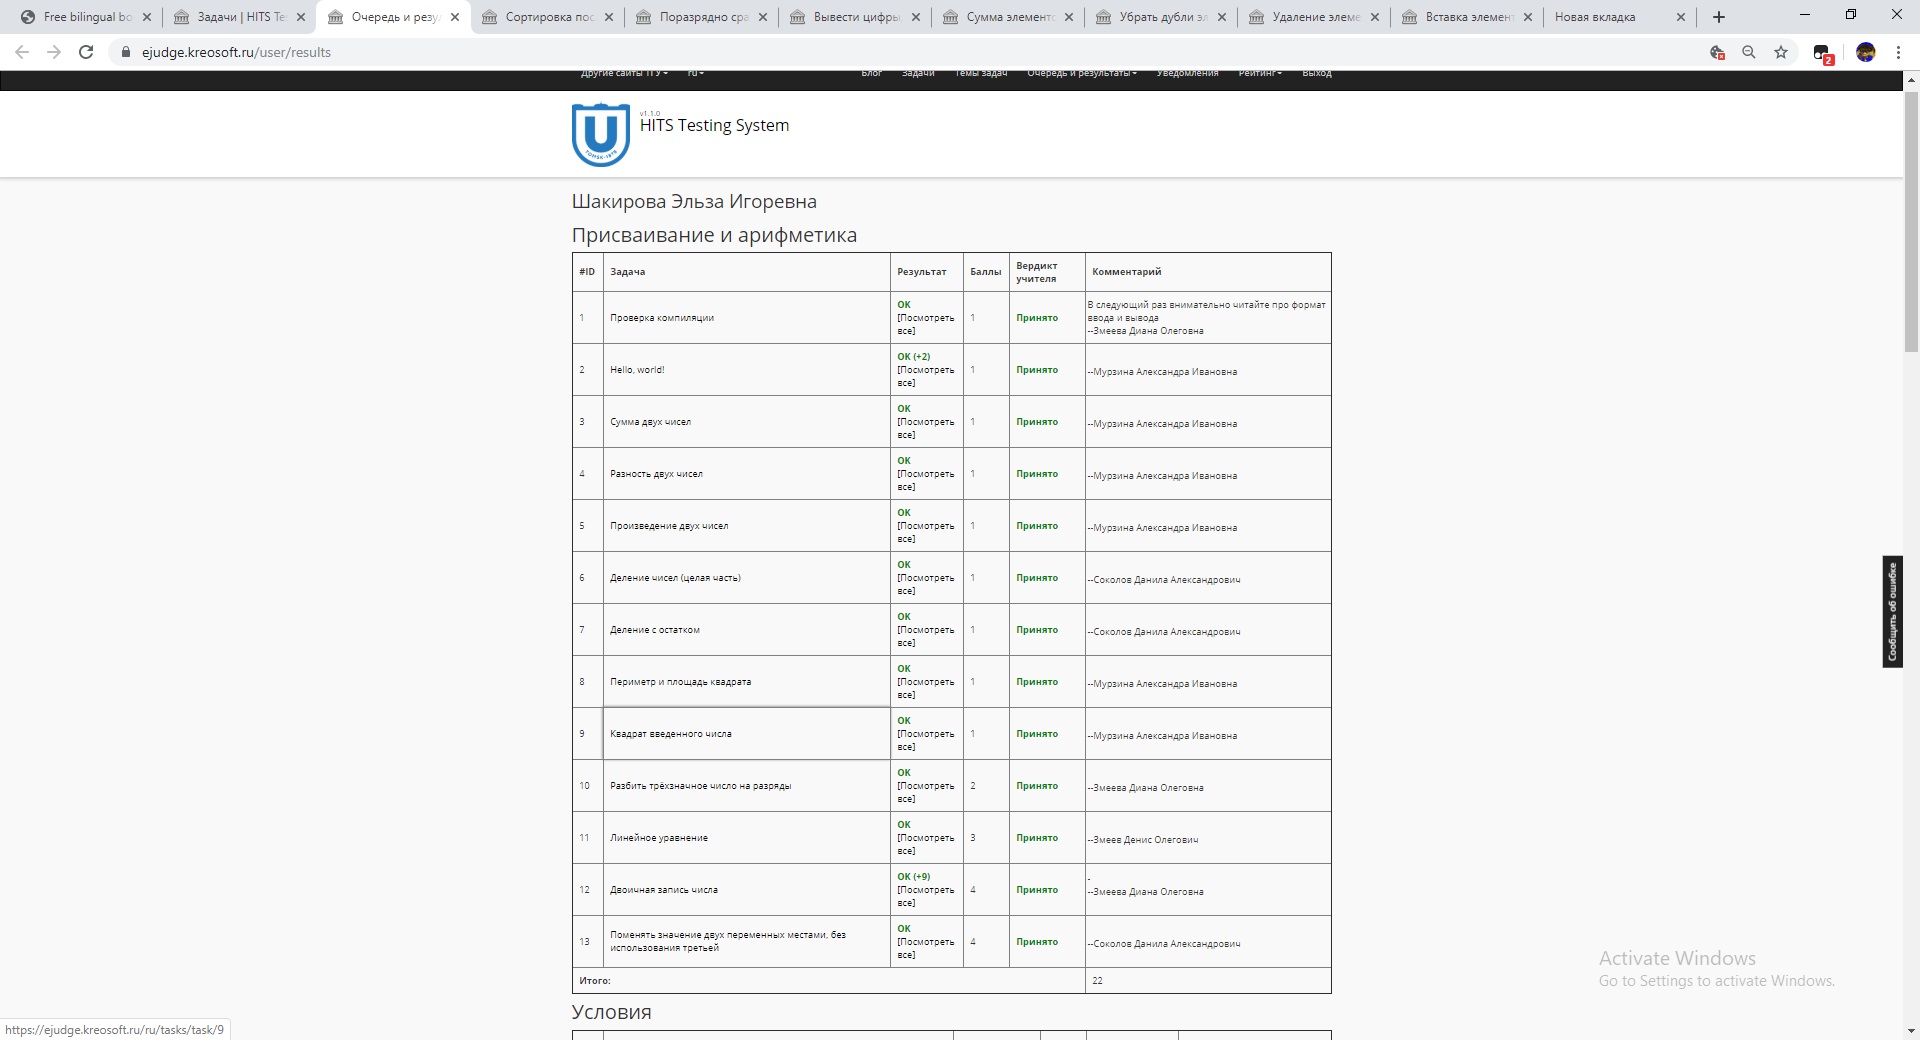 Free bilingual bo
Задачи | HITS Te
Очередь и резу
Сортировка пос
Поразрядно сра
Вывести цифры
Сумма элементо
Убрать дубли эл
Удаление элеме
Вставка элемент
Новая вкладка
ejudge.kreosoft.ru/user/results
2
Другие сайты ТГУ
ru
Блог
Задачи
Темы задач
Очередь и результаты
Уведомления
Рейтинг
Выход
v1.1.0
HITS Testing System
TOMSK·1878
Шакирова Эльза Игоревна
Присваивание и арифметика
#ID Задача Результат Баллы Вердикт учителя Комментарий
1 Проверка компиляции OK [Посмотреть все] 1 Принято В следующий раз внимательно читайте про формат ввода и вывода --Змеева Диана Олеговна
2 Hello, world! OK (+2) [Посмотреть все] 1 Принято --Мурзина Александра Ивановна
3 Сумма двух чисел OK [Посмотреть все] 1 Принято --Мурзина Александра Ивановна
4 Разность двух чисел OK [Посмотреть все] 1 Принято --Мурзина Александра Ивановна
5 Произведение двух чисел OK [Посмотреть все] 1 Принято --Мурзина Александра Ивановна
6 Деление чисел (целая часть) OK [Посмотреть все] 1 Принято --Соколов Данила Александрович
7 Деление с остатком OK [Посмотреть все] 1 Принято --Соколов Данила Александрович
8 Периметр и площадь квадрата OK [Посмотреть все] 1 Принято --Мурзина Александра Ивановна
9 Квадрат введенного числа OK [Посмотреть все] 1 Принято --Мурзина Александра Ивановна
10 Разбить трёхзначное число на разряды OK [Посмотреть все] 2 Принято --Змеева Диана Олеговна
11 Линейное уравнение OK [Посмотреть все] 3 Принято --Змеев Денис Олегович
12 Двоичная запись числа OK (+9) [Посмотреть все] 4 Принято - --Змеева Диана Олеговна
13 Поменять значение двух переменных местами, без использования третьей OK [Посмотреть все] 4 Принято --Соколов Данила Александрович
Итого: 22
Условия
Сообщить об ошибке
Activate Windows
Go to Settings to activate Windows.
https://ejudge.kreosoft.ru/ru/tasks/task/9